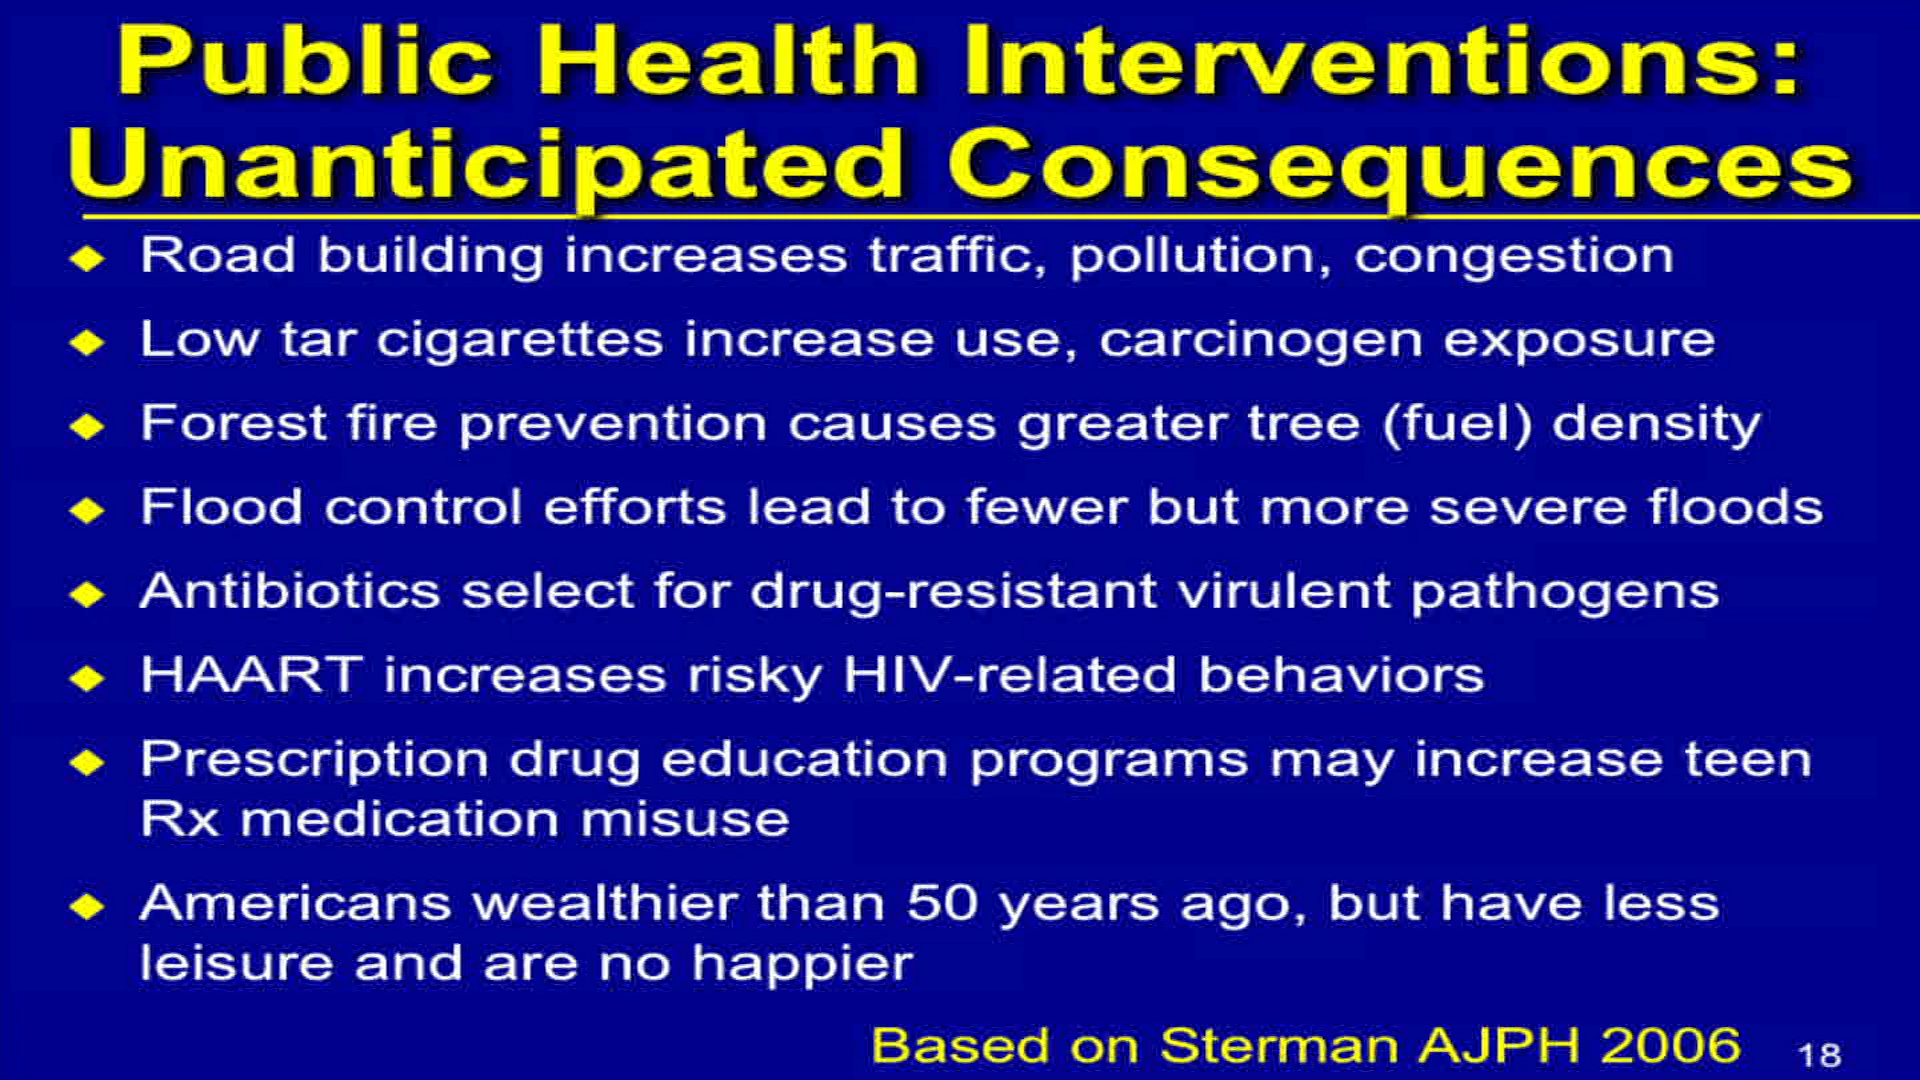 Public Health Interventions:
Unanticipated Consequences
Road building increases traffic, pollution, congestion
Low tar cigarettes increase use, carcinogen exposure
Forest fire prevention causes greater tree (fuel) density
Flood control efforts lead to fewer but more severe floods
Antibiotics select for drug-resistant virulent pathogens
HAART increases risky HIV-related behaviors
Prescription drug education programs may increase teen
Rx medication misuse
Americans wealthier than 50 years ago, but have less
leisure and are no happier
Based on Sterman AJPH 2006
18